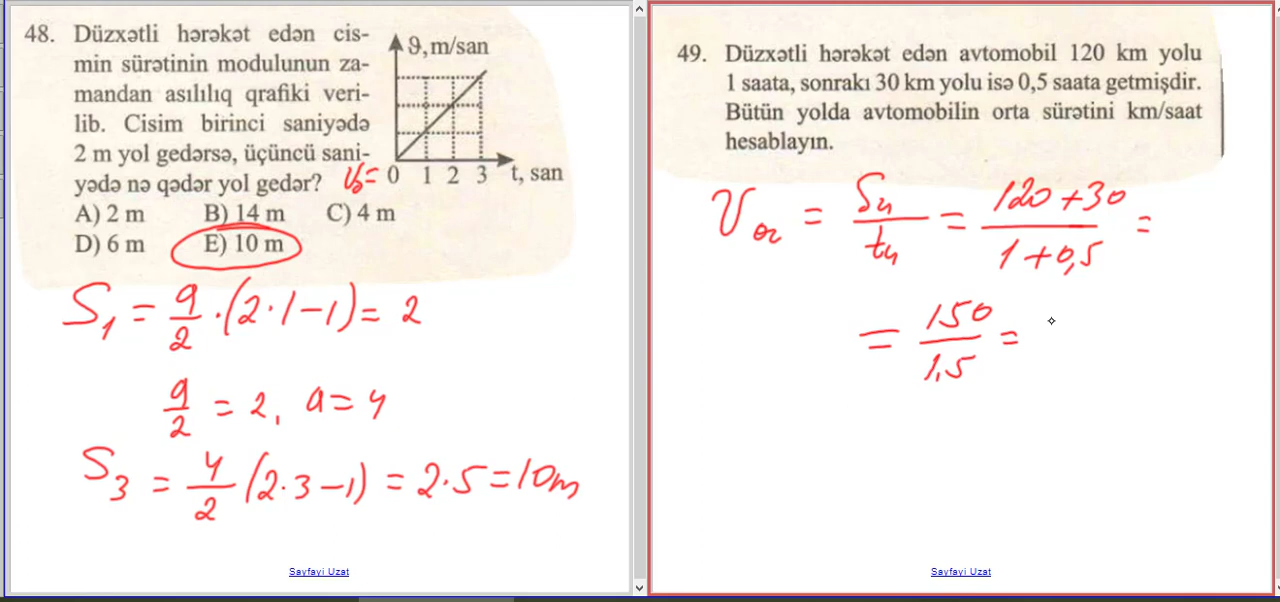 48. Düzxətli hərəkət edən cis-
min sürətinin modulunun za-
mandan asılılıq qrafiki veri-
lib. Cisim birinci saniyədə
2 m yol gedərsə, üçüncü sani-
yədə nə qədər yol gedər?
A) 2 m B) 14 m C) 4 m
D) 6 m E) 10 m
ϑ, m/san
0 1 2 3 t, san
V₀=
S₁ = a/2 · (2·1–1) = 2
a/2 = 2, a = 4
S₃ = 4/2 (2·3–1) = 2·5 = 10m
Sayfayi Uzat
49. Düzxətli hərəkət edən avtomobil 120 km yolu
1 saata, sonrakı 30 km yolu isə 0,5 saata getmişdir.
Bütün yolda avtomobilin orta sürətini km/saat
hesablayın.
V = Sü/tü = 120+30/1+0,5 =
= 150/1,5 =
Sayfayi Uzat